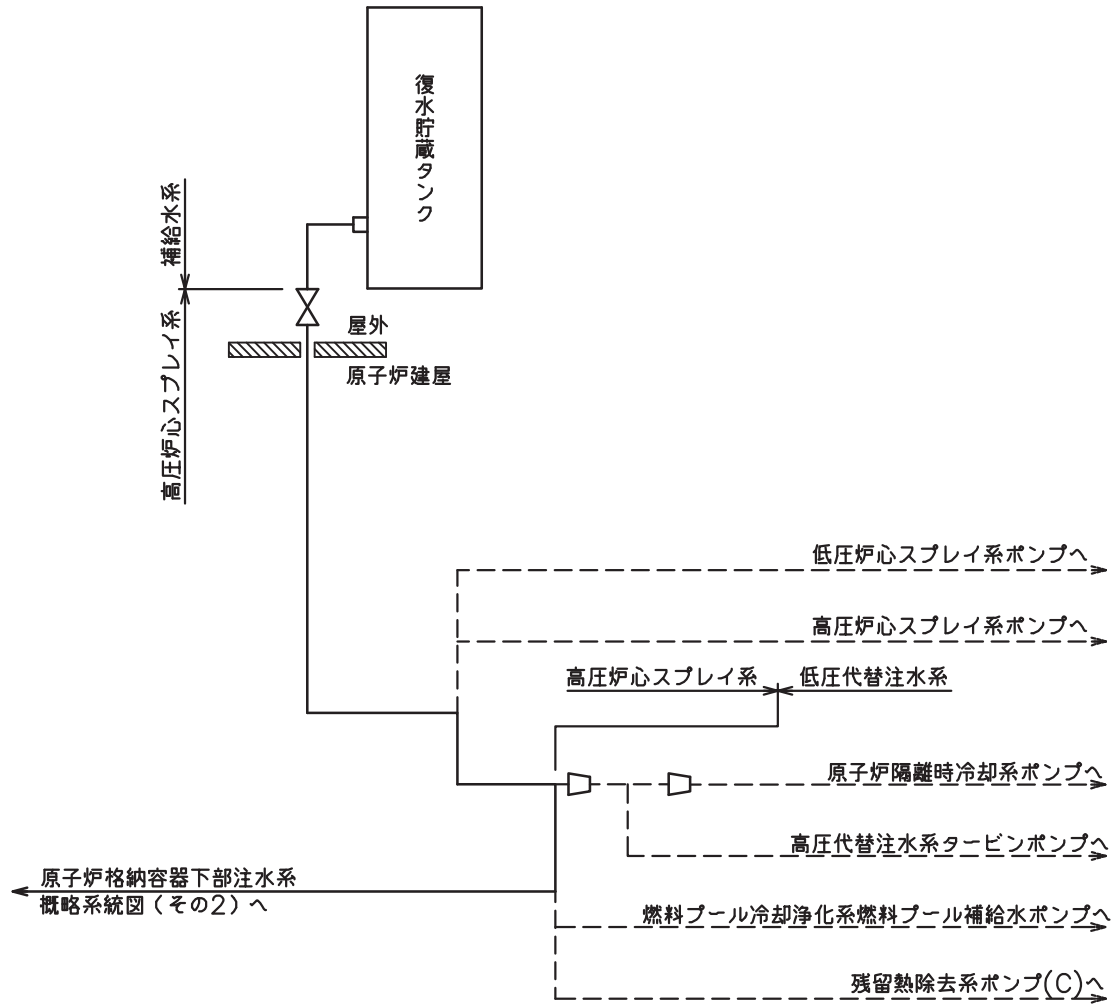 復水貯蔵タンク
補給水系
高圧炉心スプレイ系
屋外
原子炉建屋
低圧炉心スプレイ系ポンプへ
高圧炉心スプレイ系ポンプへ
高圧炉心スプレイ系
低圧代替注水系
原子炉隔離時冷却系ポンプへ
高圧代替注水系タービンポンプへ
原子炉格納容器下部注水系
概略系統図(その2)へ
燃料プール冷却浄化系燃料プール補給水ポンプへ
残留熱除去系ポンプ(C)へ